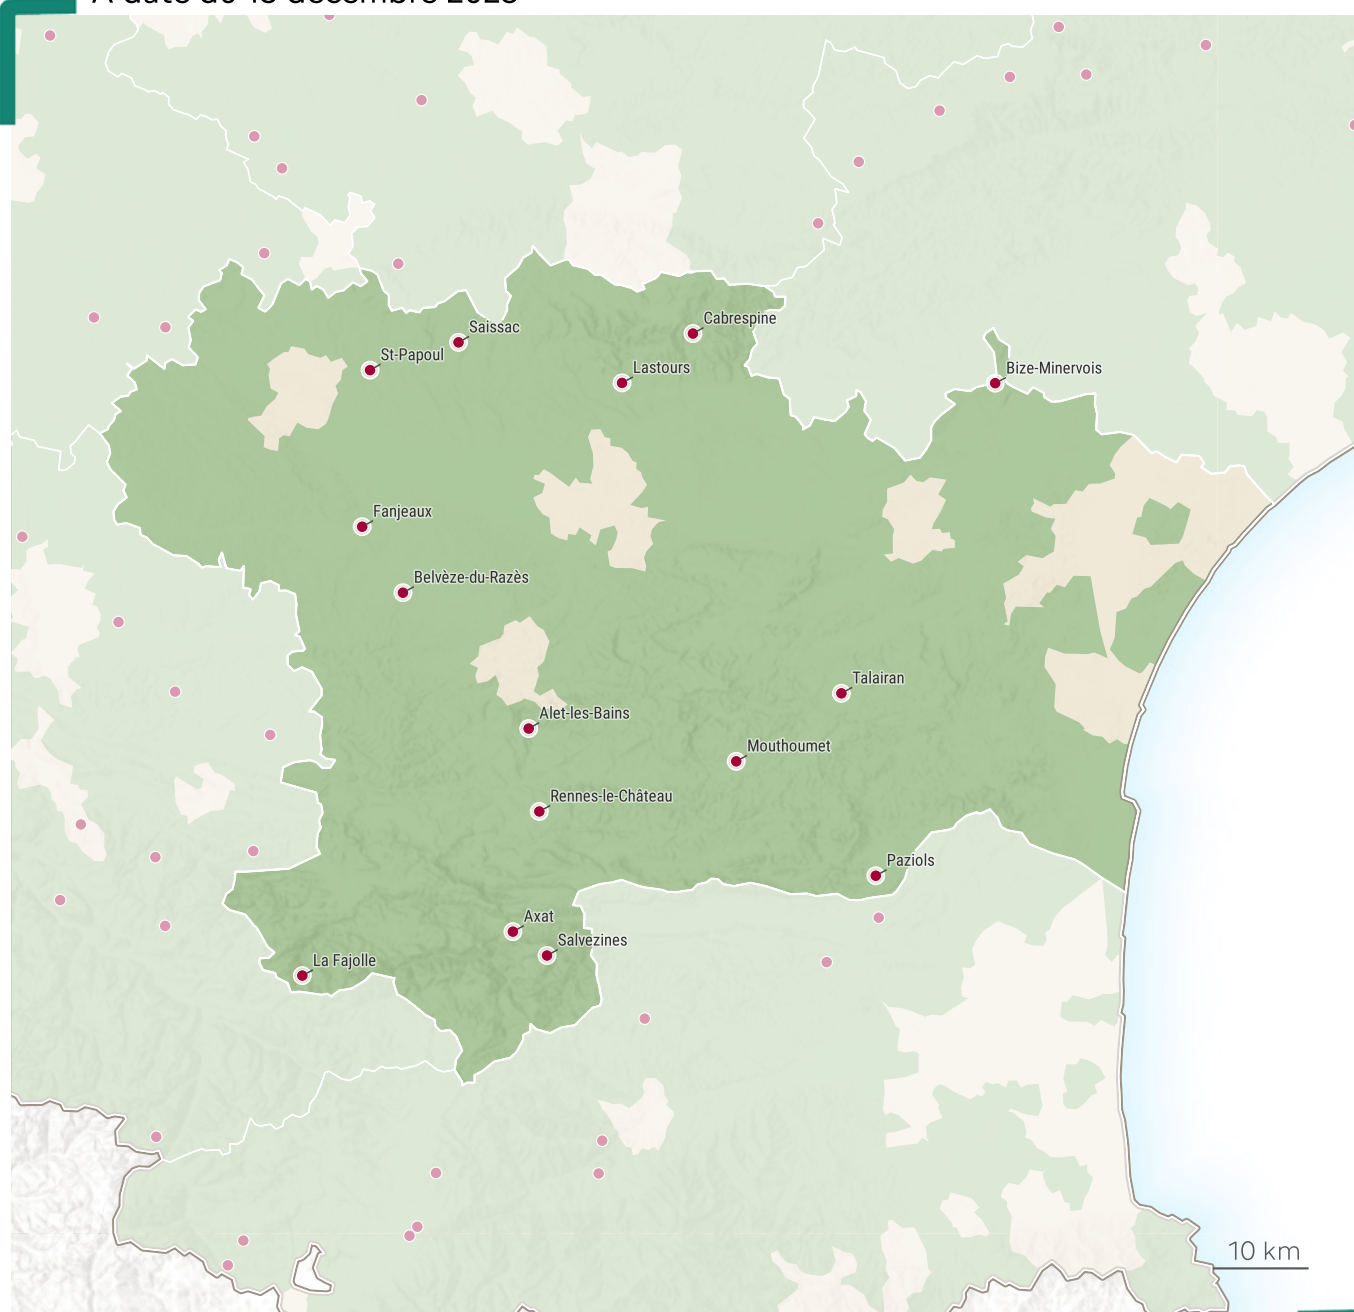 Cabrespine
Saissac
St-Papoul
Lastours
Bize-Minervois
Fanjeaux
Belvèze-du-Razès
Talairan
Alet-les-Bains
Mouthoumet
Rennes-le-Château
Paziols
Axat
Salvezines
La Fajolle
10 km